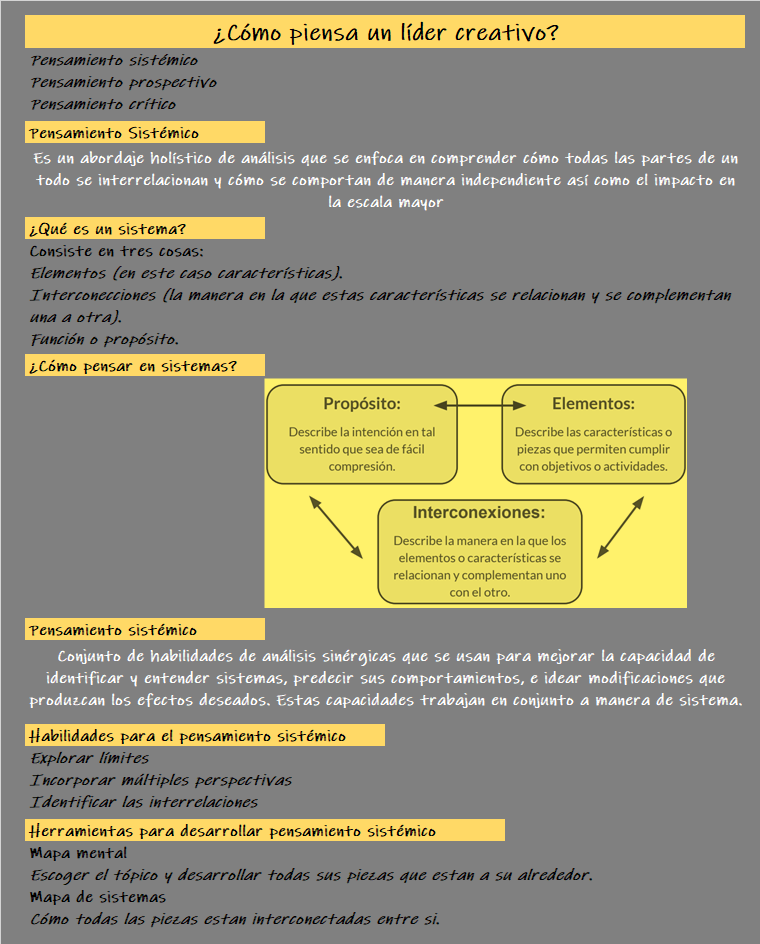 ¿Cómo piensa un líder creativo?
Pensamiento sistémico
Pensamiento prospectivo
Pensamiento crítico
Pensamiento Sistémico
Es un abordaje holístico de análisis que se enfoca en comprender cómo todas las partes de un
todo se interrelacionan y cómo se comportan de manera independiente así como el impacto en
la escala mayor
¿Qué es un sistema?
Consiste en tres cosas:
Elementos (en este caso características).
Interconecciones (la manera en la que estas características se relacionan y se complementan
una a otra).
Función o propósito.
¿Cómo pensar en sistemas?
Propósito:
Describe la intención en tal
sentido que sea de fácil
compresión.
Elementos:
Describe las características o
piezas que permiten cumplir
con objetivos o actividades.
Interconexiones:
Describe la manera en la que los
elementos o características se
relacionan y complementan uno
con el otro.
Pensamiento sistémico
Conjunto de habilidades de análisis sinérgicas que se usan para mejorar la capacidad de
identificar y entender sistemas, predecir sus comportamientos, e idear modificaciones que
produzcan los efectos deseados. Estas capacidades trabajan en conjunto a manera de sistema.
Habilidades para el pensamiento sistémico
Explorar límites
Incorporar múltiples perspectivas
Identificar las interrelaciones
Herramientas para desarrollar pensamiento sistémico
Mapa mental
Escoger el tópico y desarrollar todas sus piezas que estan a su alrededor.
Mapa de sistemas
Cómo todas las piezas estan interconectadas entre si.